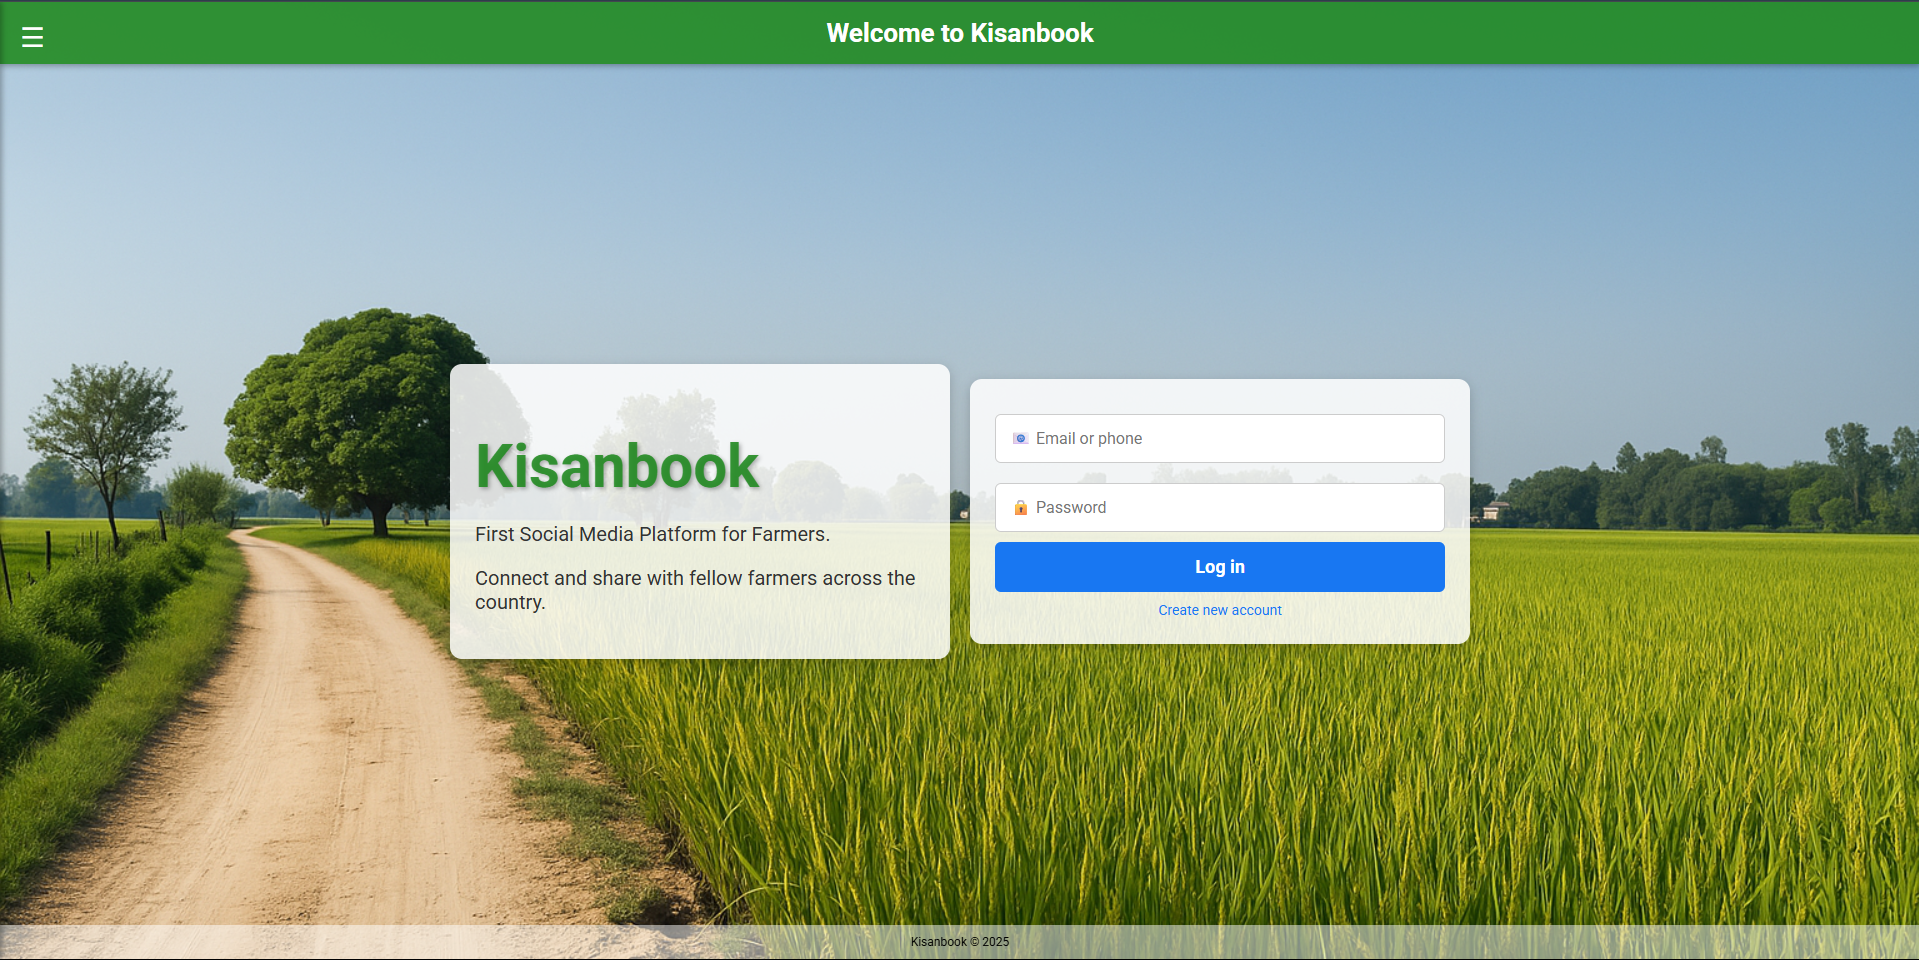 Welcome to Kisanbook
Kisanbook
First Social Media Platform for Farmers.
Connect and share with fellow farmers across the
country.
Email or phone
Password
Log in
Create new account
Kisanbook © 2025